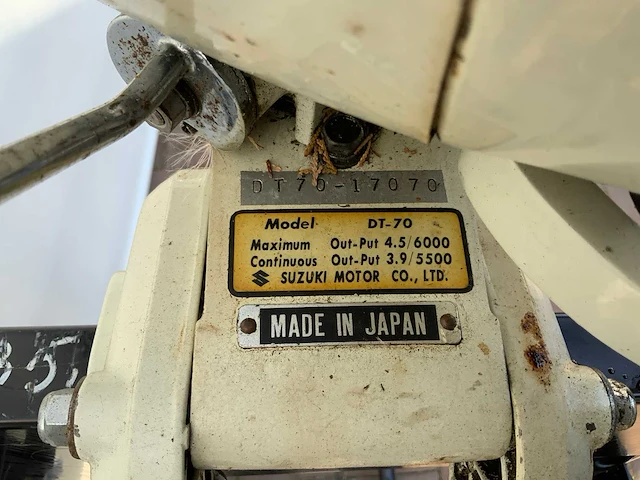 DT70-17070
Model DT-70
Maximum Out-Put 4.5/6000
Continuous Out-Put 3.9/5500
SUZUKI MOTOR CO., LTD.
MADE IN JAPAN